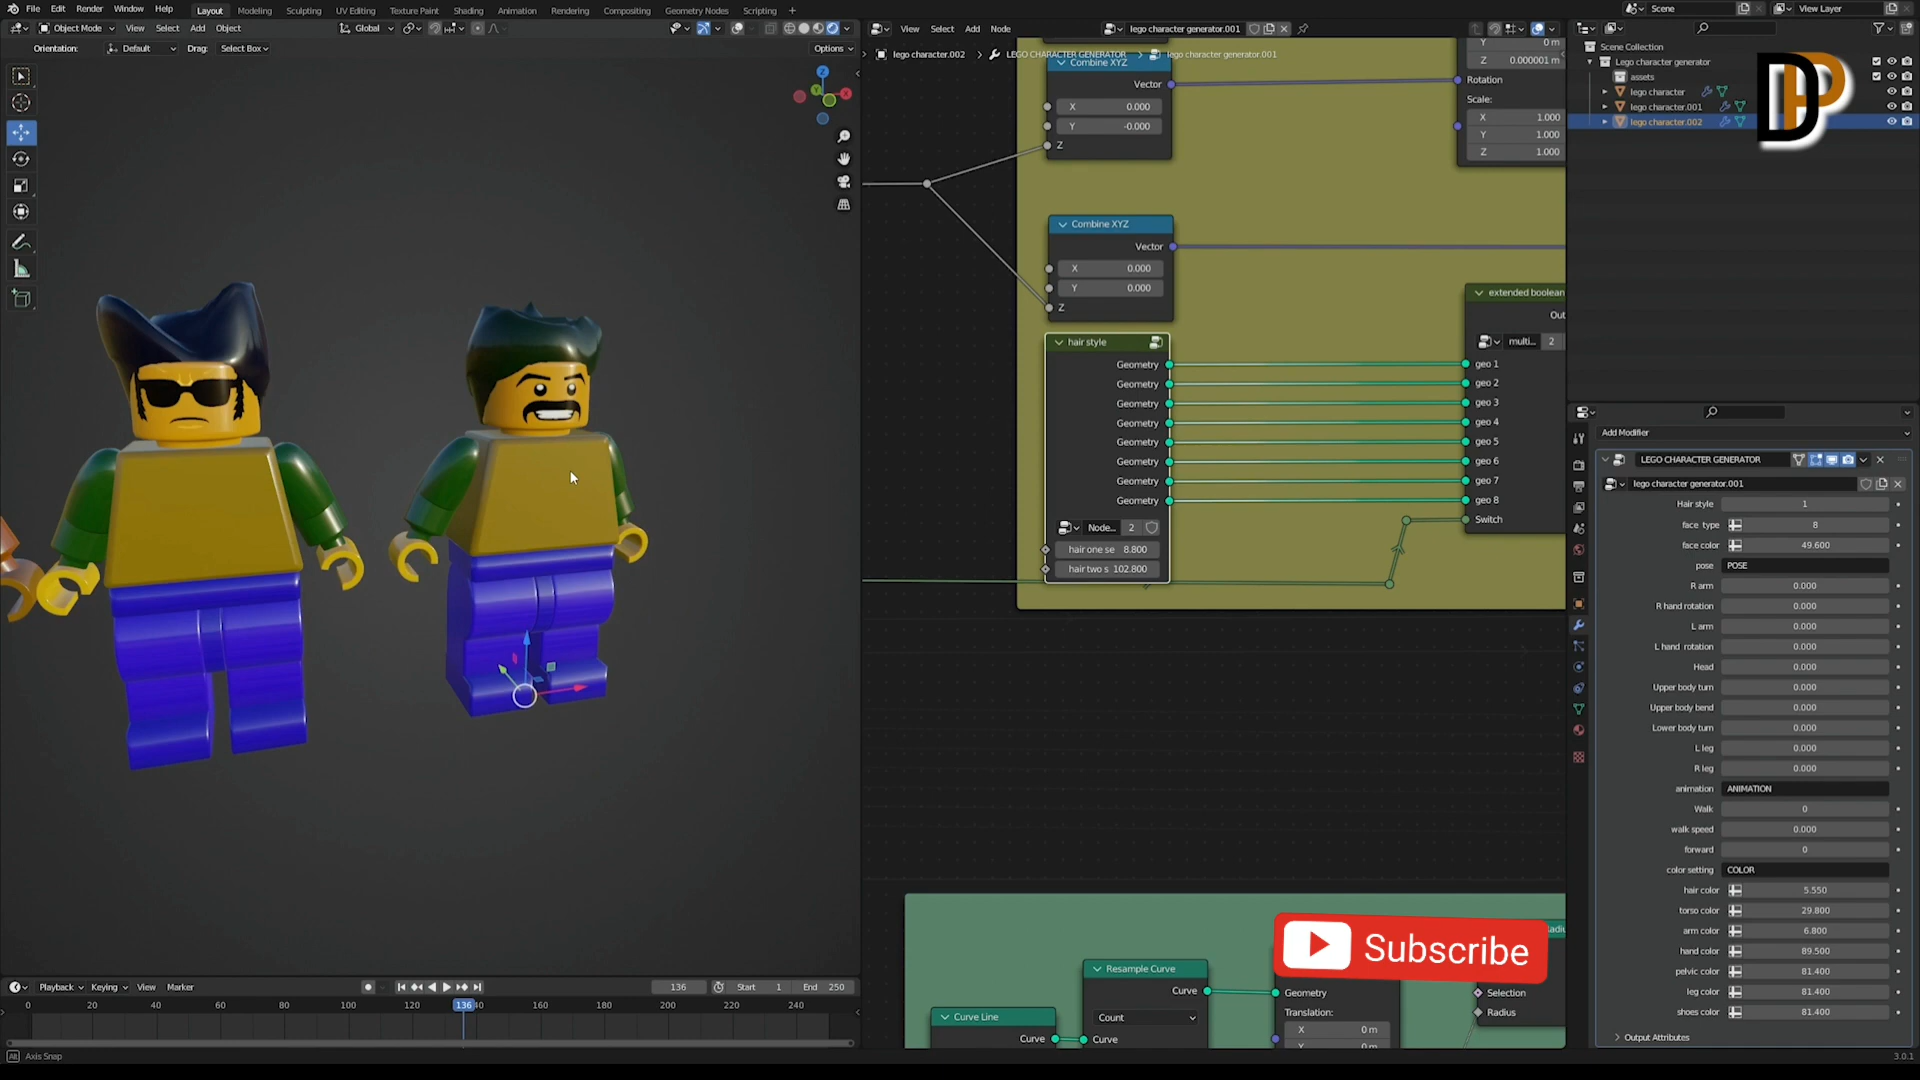 File Edit Render Window Help Layout Modeling Sculpting UV Editing Texture Paint Shading Animation Rendering Compositing Geometry Nodes Scripting + Scene View Layer
Object Mode View Select Add Object Global View Select Add Node lego character generator.001
Orientation: Default Drag: Select Box Options
lego character.002 LEGO CHARACTER GENERATOR lego character generator.001
Scene Collection
Lego character generator
assets
lego character
lego character.001
lego character.002
DP
Z
X
Y
Combine XYZ
Vector
X 0.000
Y -0.000
Z
Y 0 m
Z 0.000001 m
Rotation
Scale:
X 1.000
Y 1.000
Z 1.000
Combine XYZ
Vector
X 0.000
Y 0.000
Z
hair style
Geometry
Geometry
Geometry
Geometry
Geometry
Geometry
Geometry
Geometry
Node... 2
hair one se 8.800
hair two s 102.800
extended boolean
Out
multi... 2
geo 1
geo 2
geo 3
geo 4
geo 5
geo 6
geo 7
geo 8
Switch
Add Modifier
LEGO CHARACTER GENERATOR
lego character generator.001
Hair style 1
face type 8
face color 49.600
pose POSE
R arm 0.000
R hand rotation 0.000
L arm 0.000
L hand rotation 0.000
Head 0.000
Upper body turn 0.000
Upper body bend 0.000
Lower body turn 0.000
L leg 0.000
R leg 0.000
animation ANIMATION
Walk 0
walk speed 0.000
forward 0
color setting COLOR
hair color 5.550
torso color 29.800
arm color 6.800
hand color 89.500
pelvic color 81.400
leg color 81.400
shoes color 81.400
Output Attributes
3.0.1
Subscribe
Resample Curve
Curve
Count
Curve
Curve Line
Curve
Geometry
Translation:
X 0 m
Y 0 m
Selection
Radius
Playback Keying View Marker 136 Start 1 End 250
0 20 40 60 80 100 120 136 140 160 180 200 220 240
Alt Axis Snap